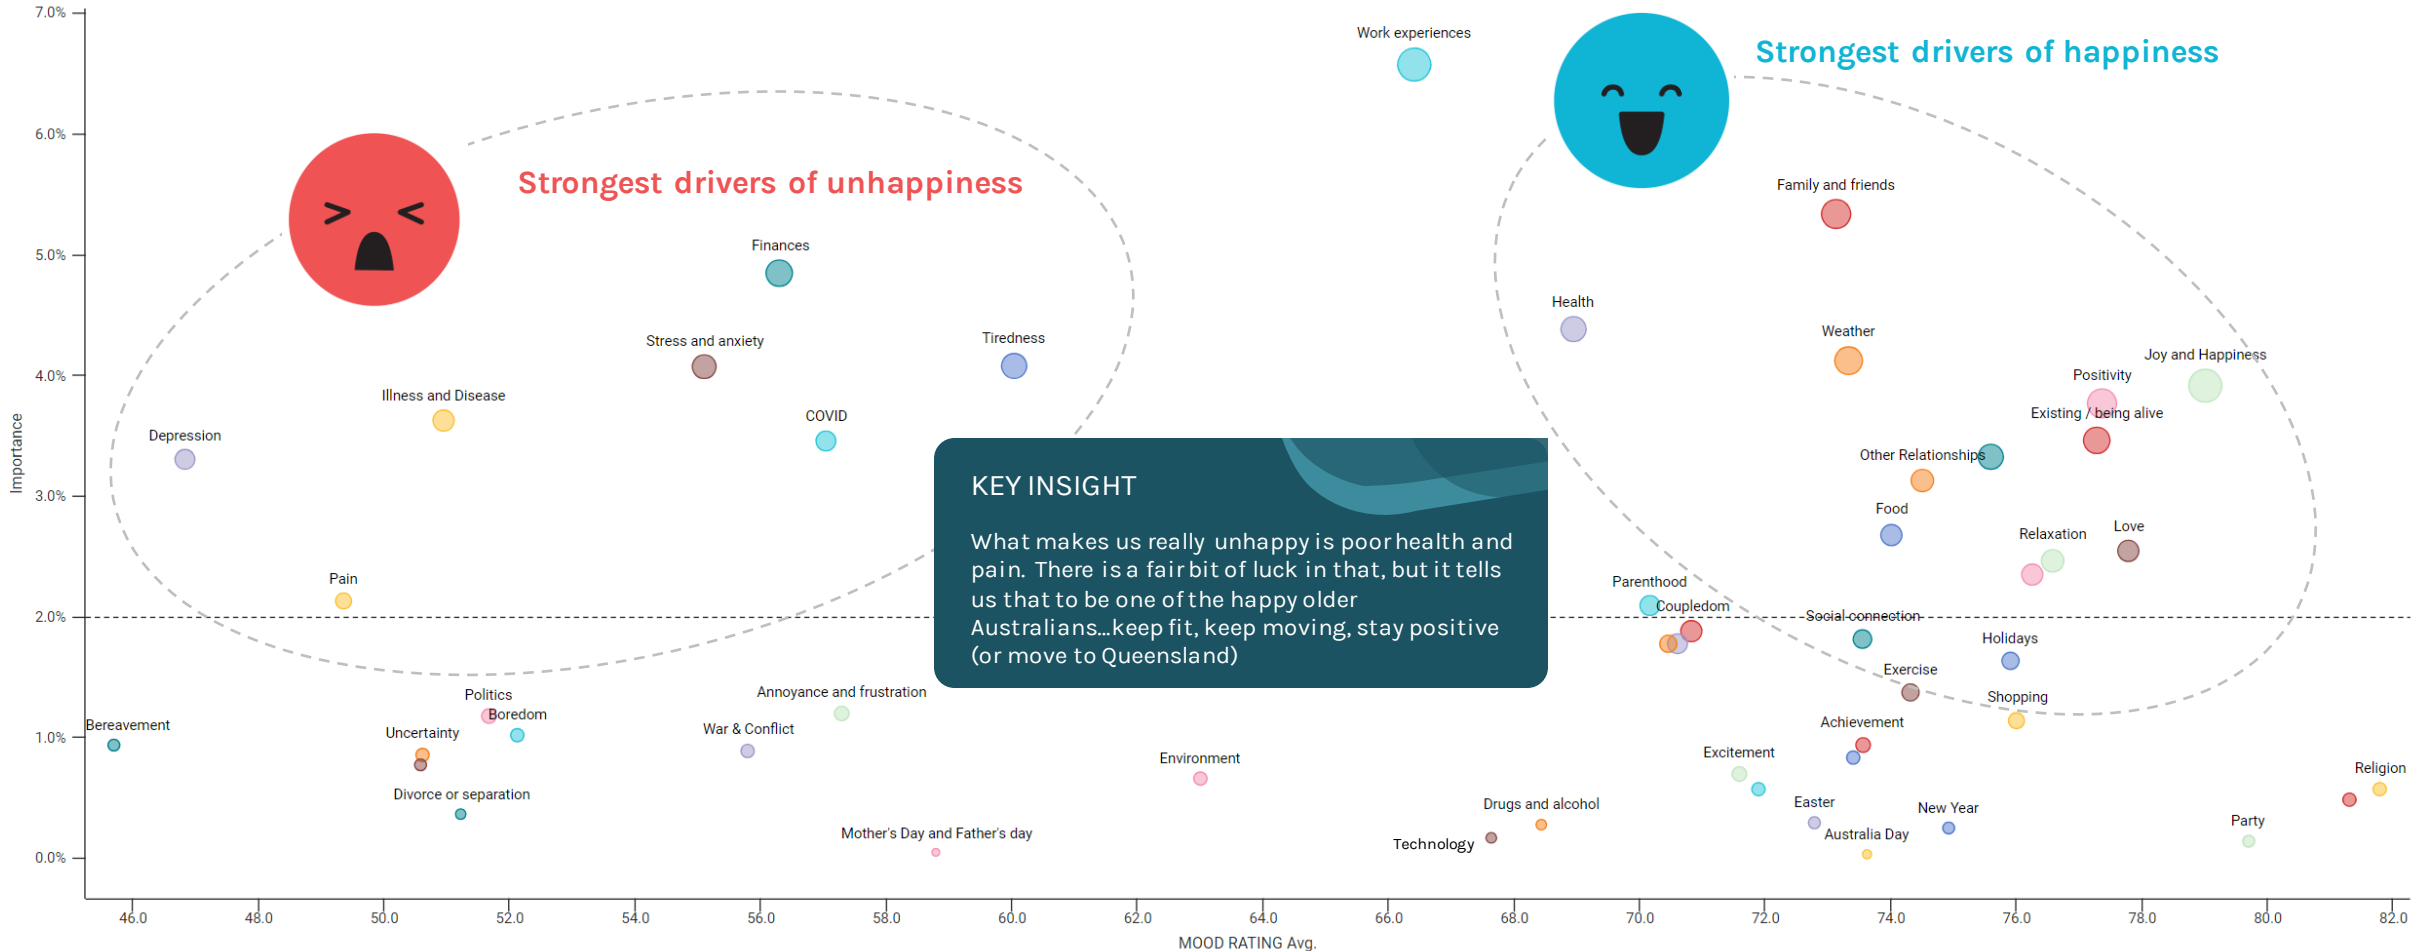 7.0%
Work experiences
Strongest drivers of happiness
6.0%
Strongest drivers of unhappiness
Family and friends
5.0%
Finances
Health
Stress and anxiety
Tiredness
Weather
4.0%
Joy and Happiness
Positivity
Illness and Disease
COVID
Existing / being alive
Depression
Other Relationships
Importance
3.0%
KEY INSIGHT
What makes us really unhappy is poor health and
pain. There is a fair bit of luck in that, but it tells
us that to be one of the happy older
Australians...keep fit, keep moving, stay positive
(or move to Queensland)
Food
Love
Relaxation
Pain
Parenthood
Coupledom
2.0%
Social connection
Holidays
Exercise
Politics
Annoyance and frustration
Shopping
Boredom
Bereavement
Uncertainty
War & Conflict
Achievement
1.0%
Environment
Excitement
Religion
Divorce or separation
Drugs and alcohol
Easter
New Year
Mother's Day and Father's day
Technology
Australia Day
Party
0.0%
46.0 48.0 50.0 52.0 54.0 56.0 58.0 60.0 62.0 64.0 66.0 68.0 70.0 72.0 74.0 76.0 78.0 80.0 82.0
MOOD RATING Avg.